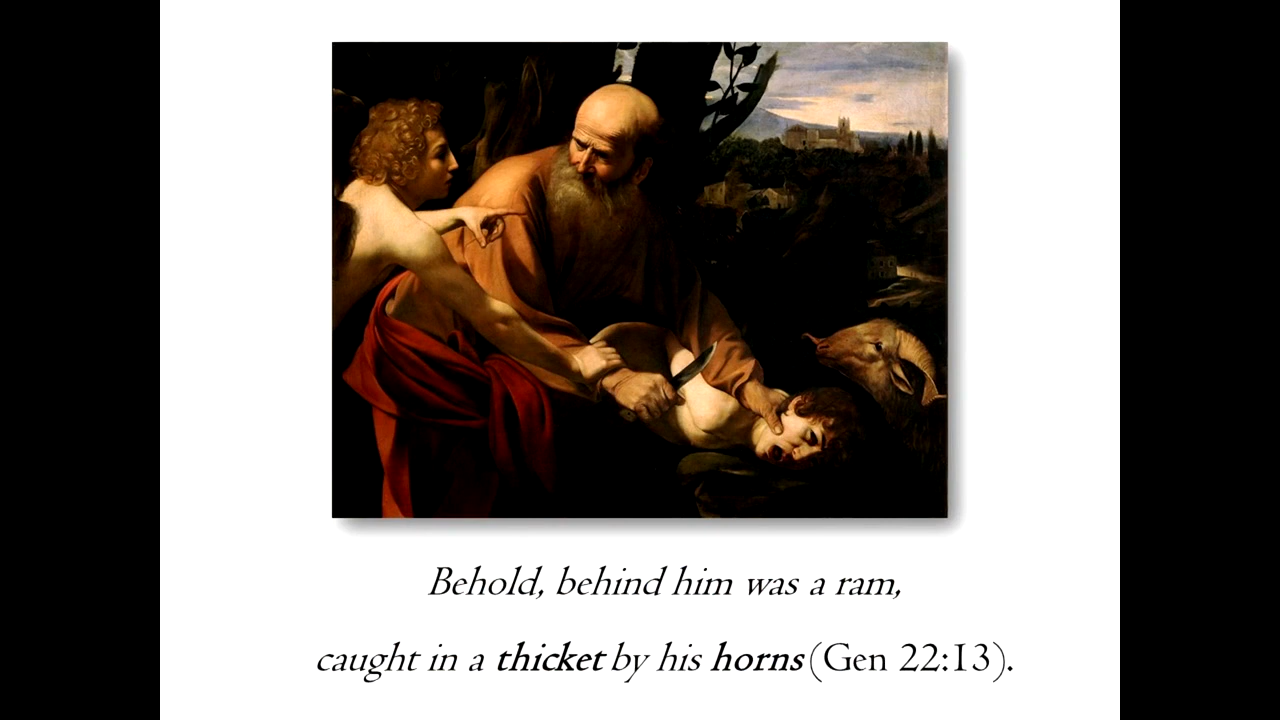 Behold, behind him was a ram,
caught in a thicket by his horns (Gen 22:13).